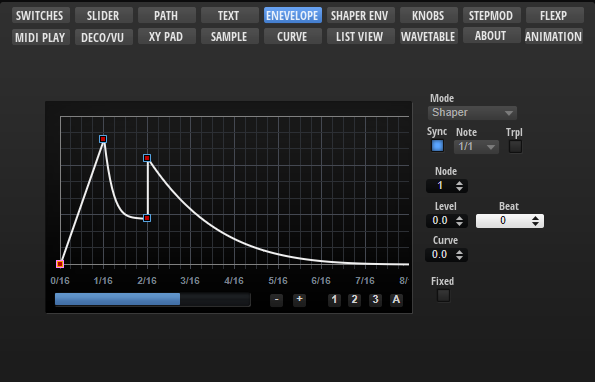 SWITCHES SLIDER PATH TEXT ENEVELOPE SHAPER ENV KNOBS STEPMOD FLEXP
MIDI PLAY DECO/VU XY PAD SAMPLE CURVE LIST VIEW WAVETABLE ABOUT ANIMATION
Mode
Shaper
Sync Note Trpl
1/1
Node
1
Level Beat
0.0 0
Curve
0.0
Fixed
0/16 1/16 2/16 3/16 4/16 5/16 6/16 7/16 8/
- + 1 2 3 A